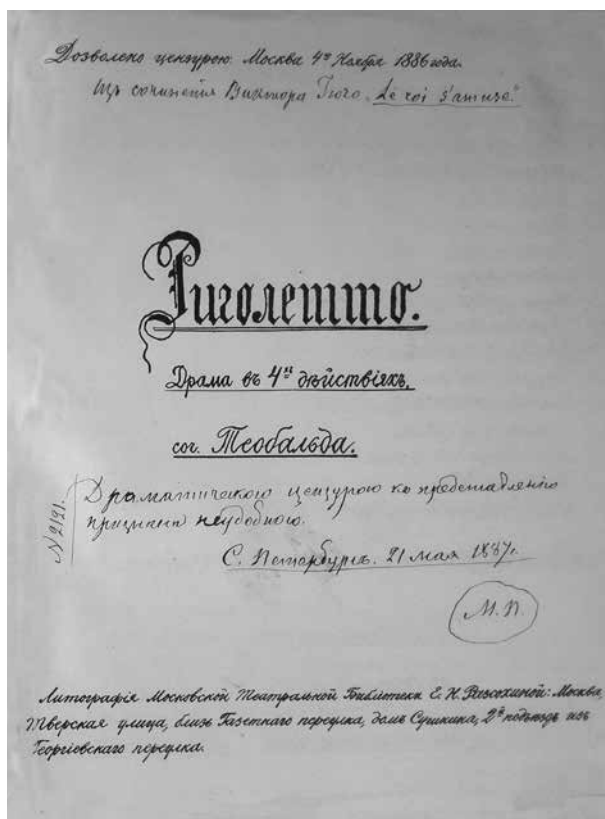 Дозволено цензурою. Москва 4го Ноября 1886 года.
Изъ сочиненія Виктора Гюго „Le roi s'amuse.“
Риголетто.
Драма въ 4хъ дѣйствіяхъ,
соч. Теобальда.
№ 2121.
Драматическою цензурою къ представленію
признана неудобною.
С. Петербургъ. 21 мая 1887 г.
М. П.
Литографія Московской Театральной Библіотеки Е. Н. Разсохиной: Москва,
Тверская улица, близъ Газетнаго переулка, домъ Сушкина, 2й подъѣздъ изъ
Георгіевскаго переулка.